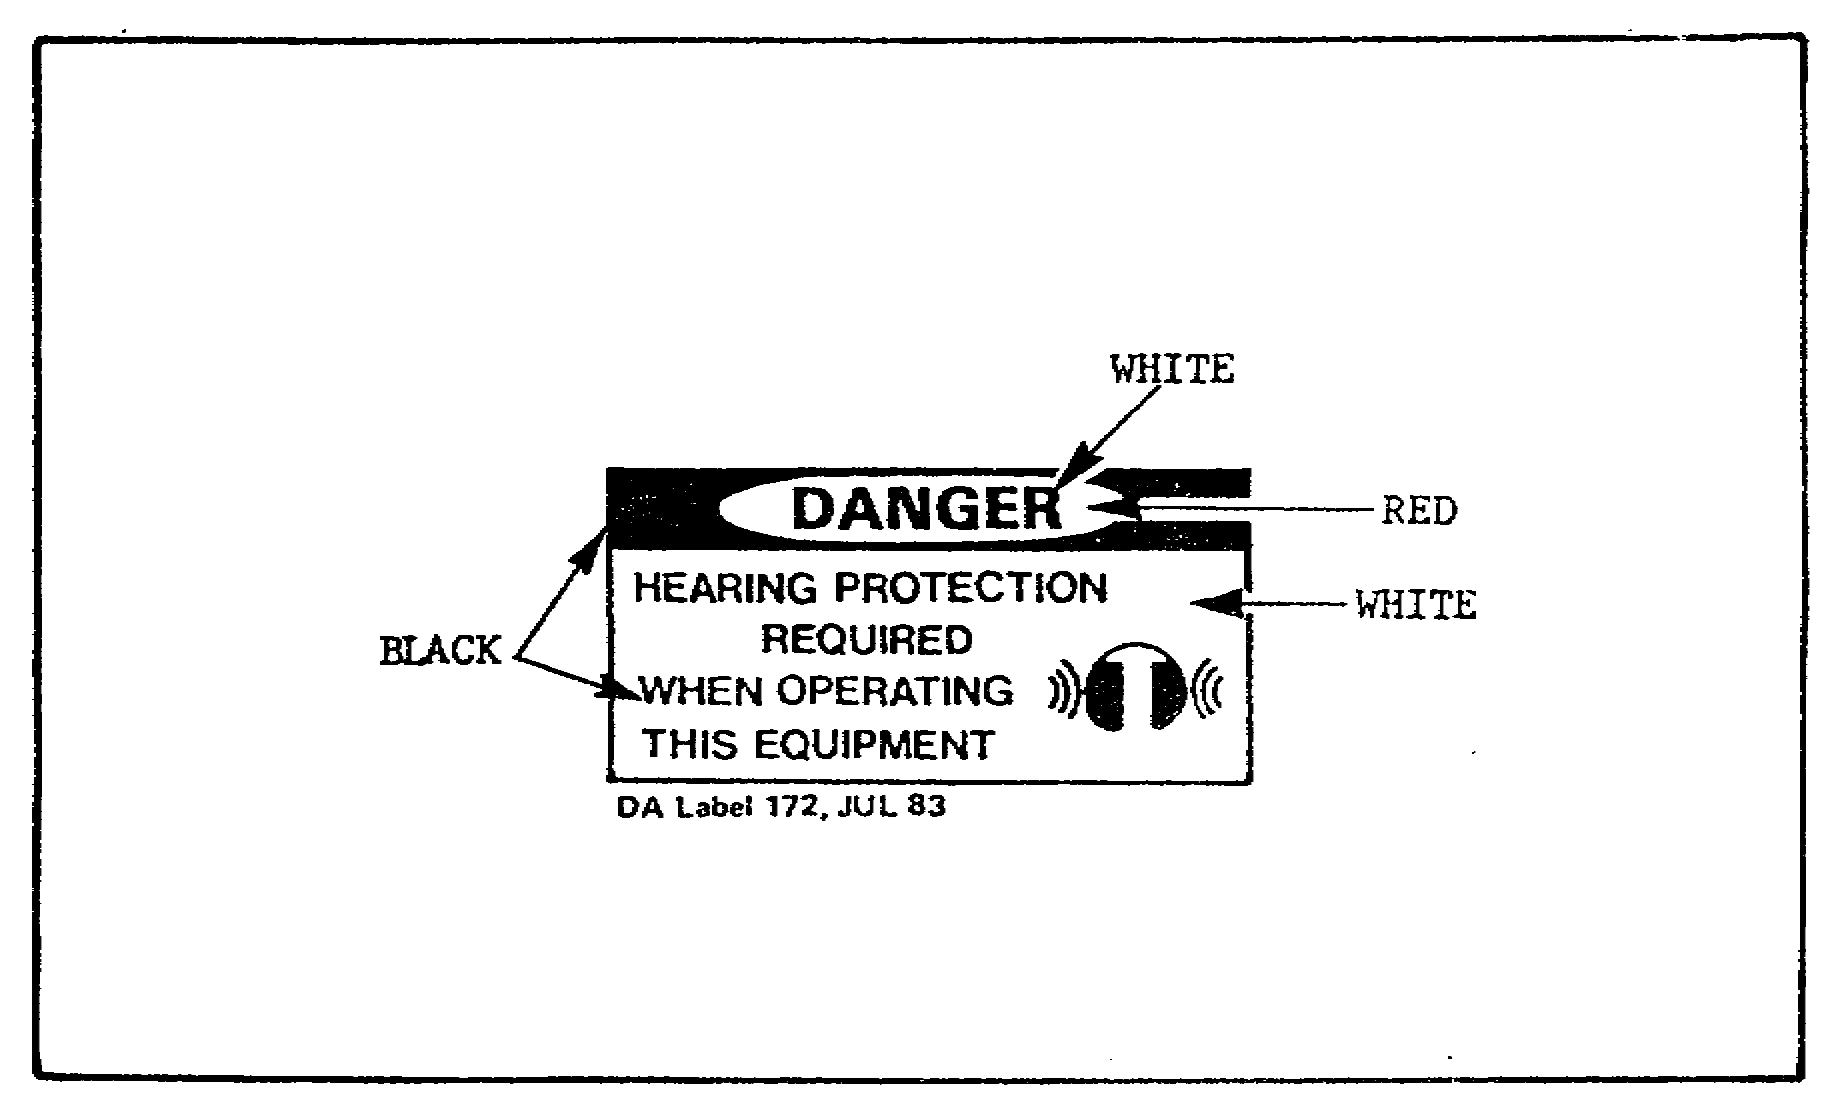 WHITE
DANGER
RED
HEARING PROTECTION
WHITE
REQUIRED
BLACK
WHEN OPERATING
THIS EQUIPMENT
DA Label 172, JUL 83